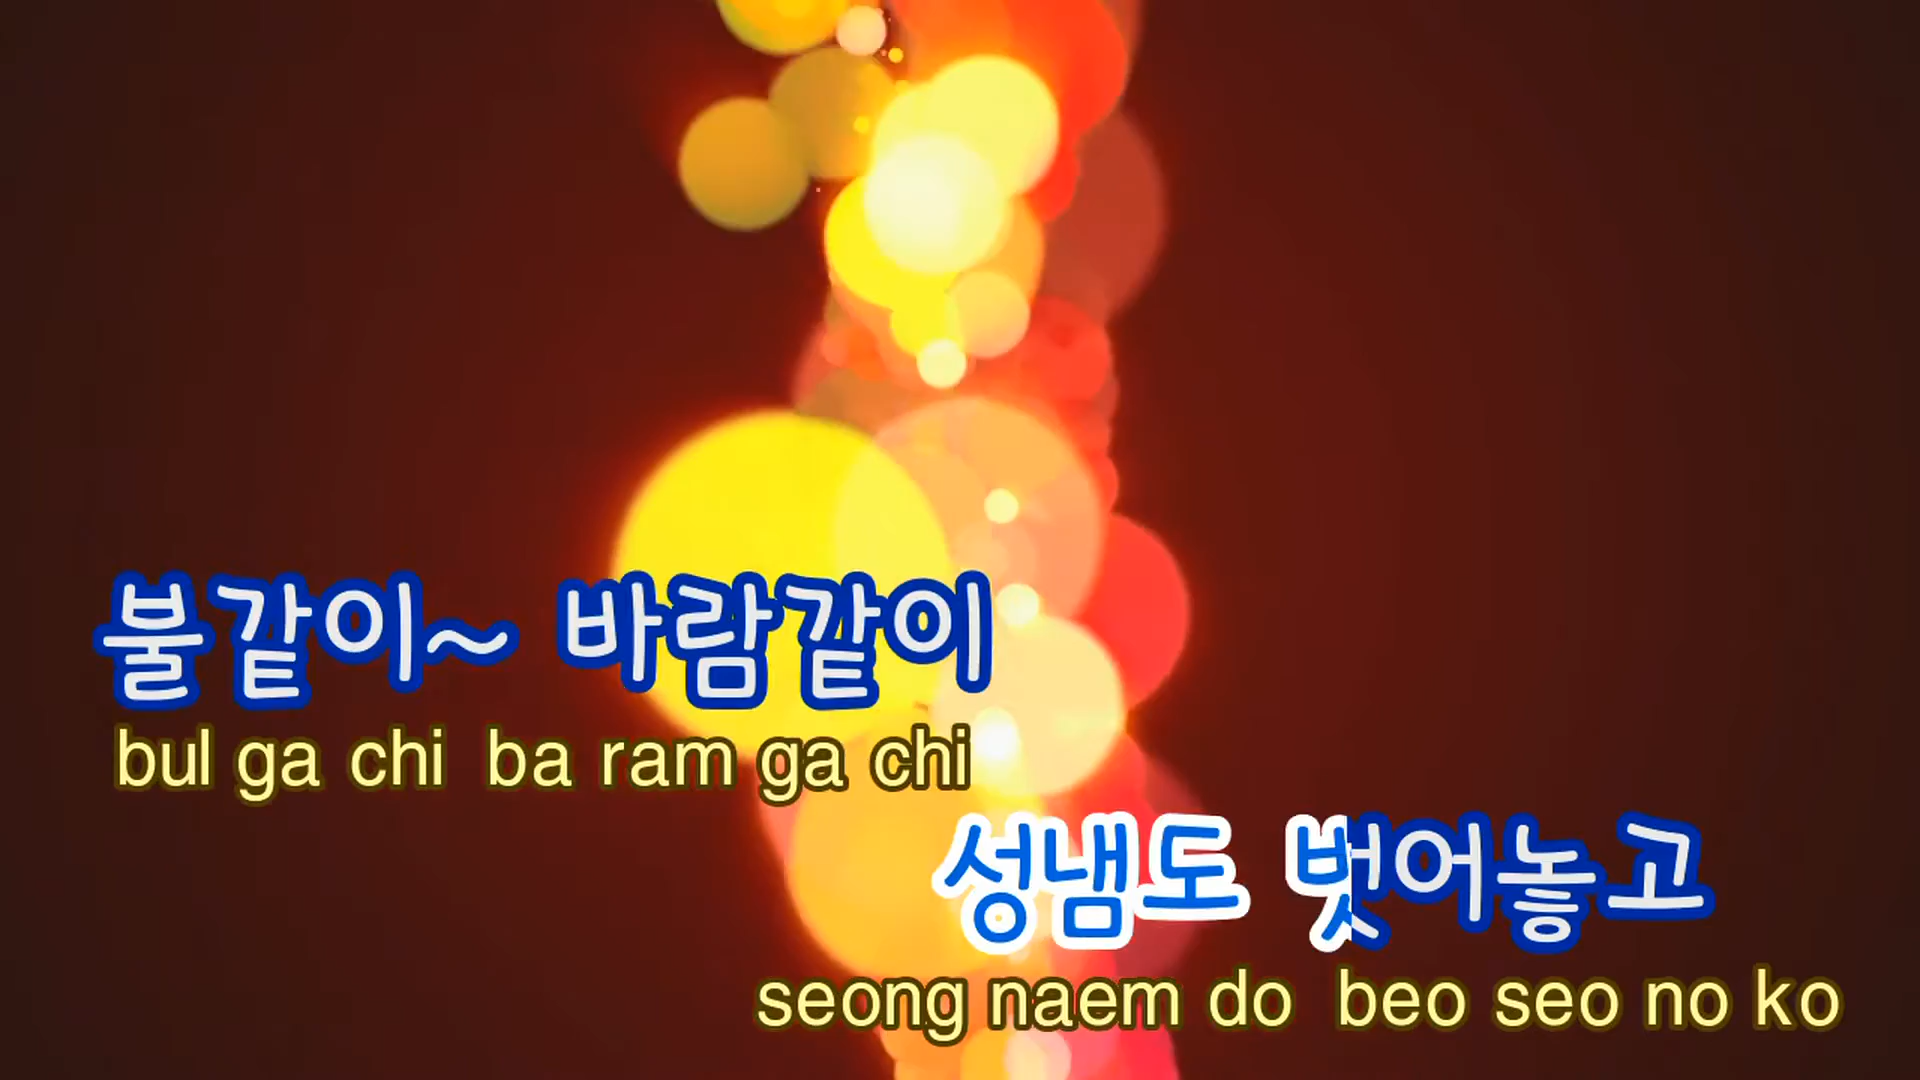 불같이~ 바람같이
bul ga chi ba ram ga chi
성냄도 벗어놓고
seong naem do beo seo no ko